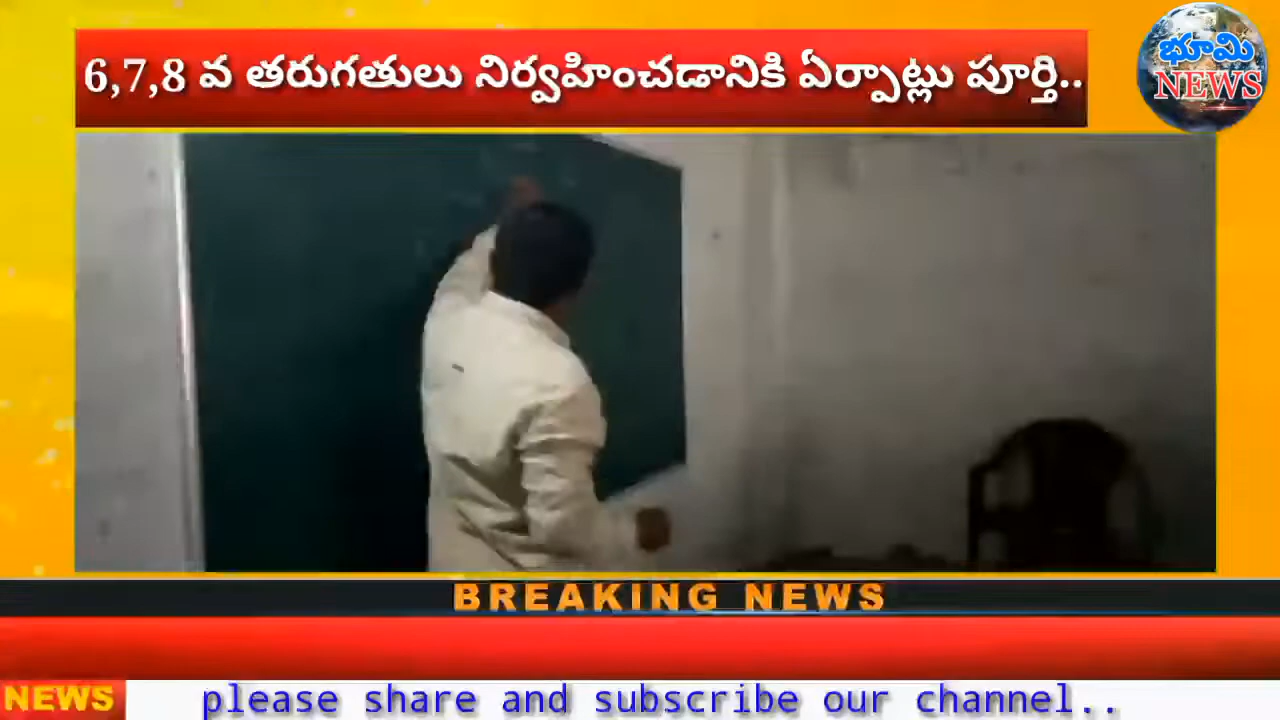 6,7,8 వ తరుగతులు నిర్వహించడానికి ఏర్పాట్లు పూర్తి..
భూమి
NEWS
BREAKING NEWS
NEWS
please share and subscribe our channel..